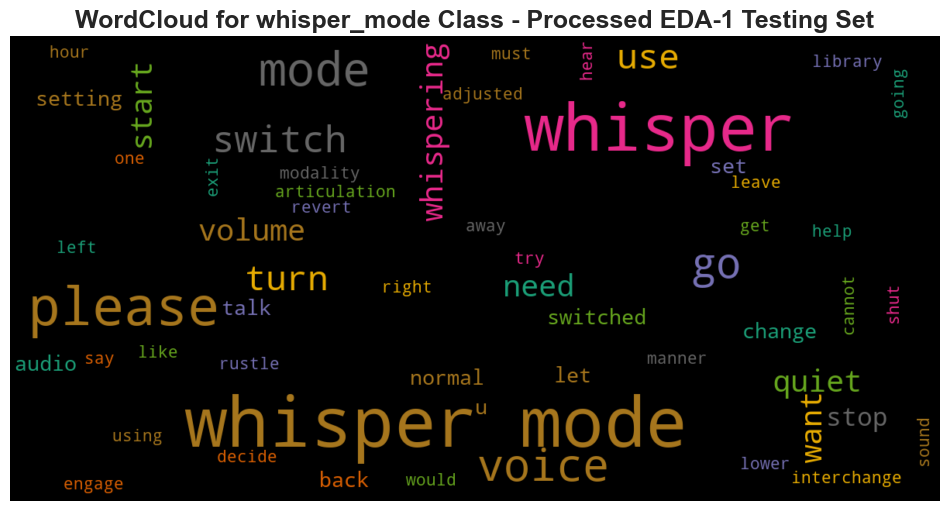 WordCloud for whisper_mode Class - Processed EDA-1 Testing Set
hour
mode
whispering
must
hear
use
library
going
setting
start
adjusted
whisper
switch
one
exit
modality
articulation
revert
set
leave
volume
away
get
help
left
turn
right
try
need
go
please
talk
switched
change
cannot
shut
audio
say
like
rustle
normal
let
manner
quiet
whisper mode
u
want
stop
using
decide
voice
sound
engage
back
would
lower
interchange